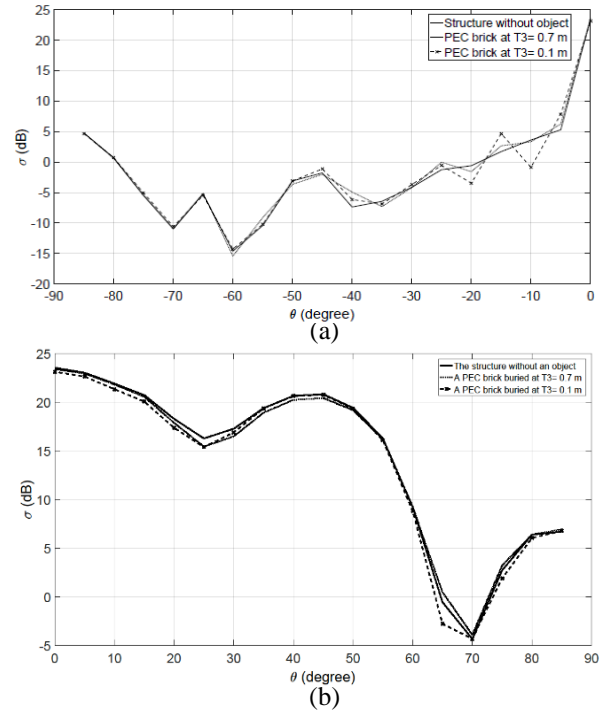 25
20
15
10
5
0
-5
-10
-15
-20
σ (dB)
Structure without object
PEC brick at T3= 0.7 m
PEC brick at T3= 0.1 m
-90 -80 -70 -60 -50 -40 -30 -20 -10 0
θ (degree)
(a)
25
20
15
10
5
0
-5
σ (dB)
The structure without an object
A PEC brick buried at T3= 0.7 m
A PEC brick buried at T3= 0.1 m
0 10 20 30 40 50 60 70 80 90
θ (degree)
(b)